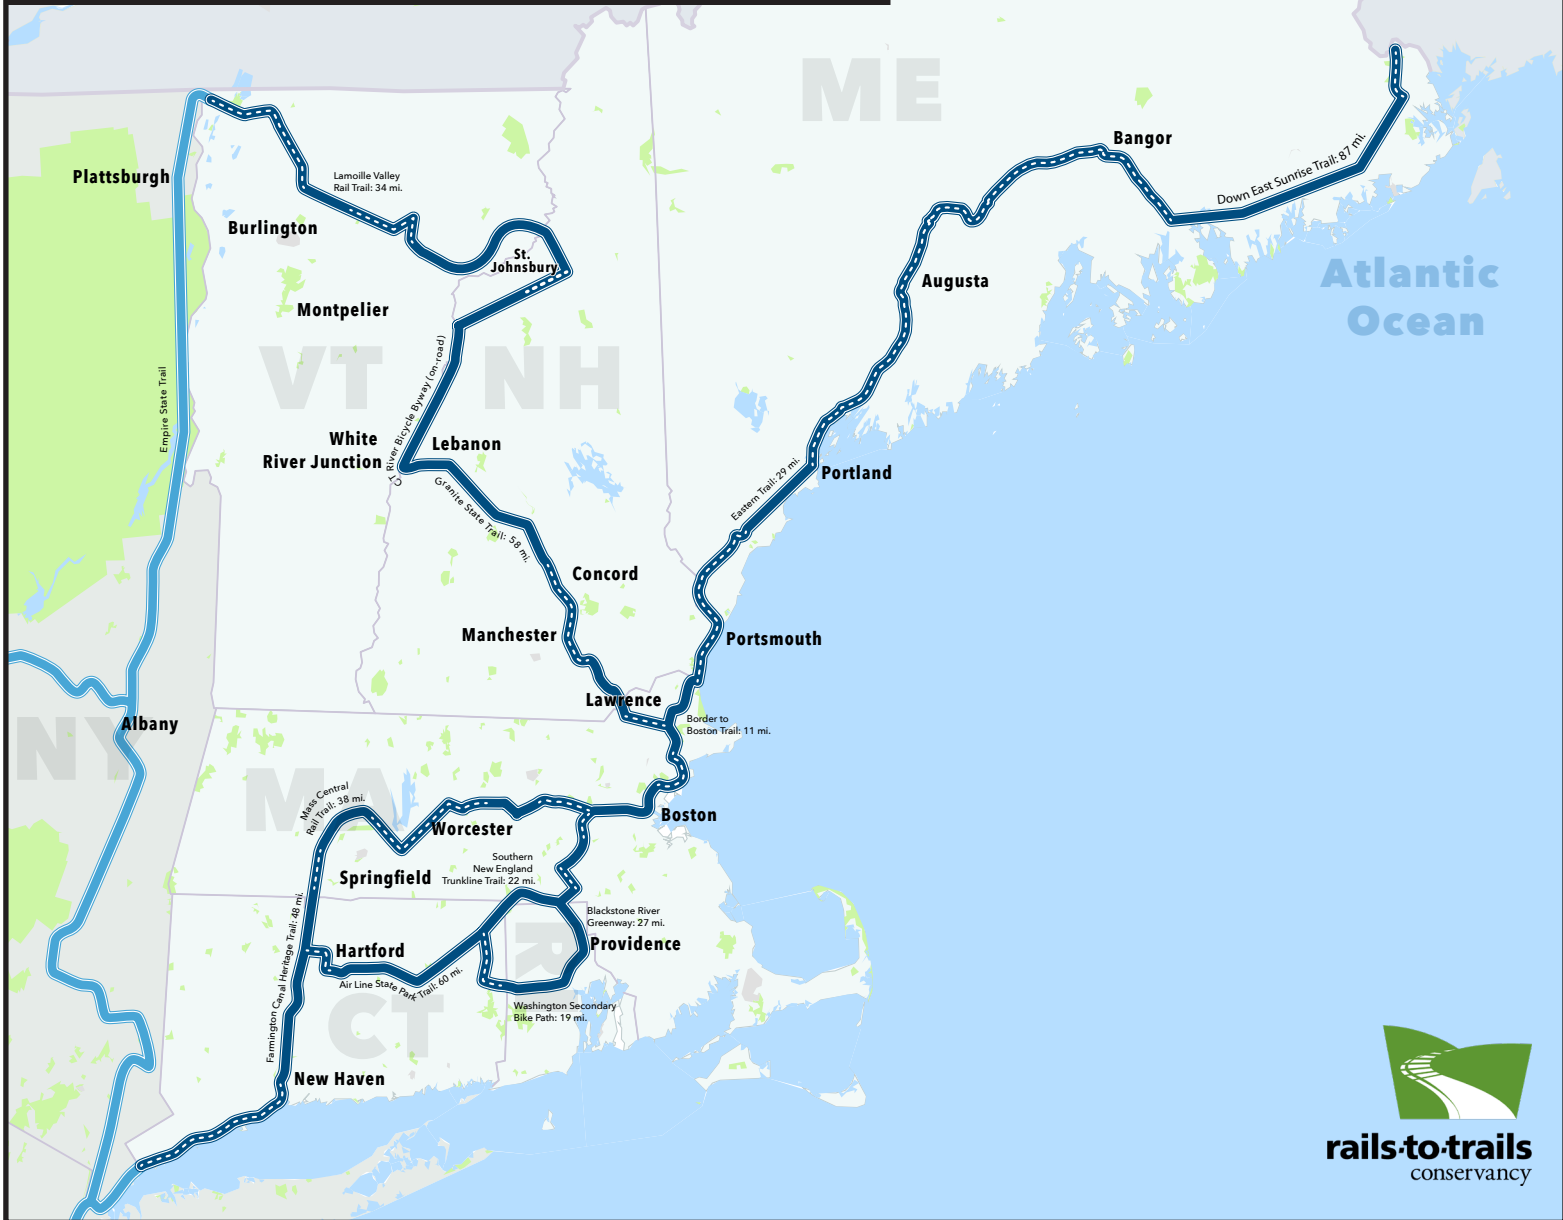 ME
Bangor
Down East Sunrise Trail: 87 mi.
Plattsburgh
Lamoille Valley
Rail Trail: 34 mi.
Burlington
St.
Johnsbury
Augusta
Atlantic
Ocean
Montpelier
VT
NH
Empire State Trail
CT River Bicycle Byway (on-road)
White
River Junction
Lebanon
Granite State Trail: 58 mi.
Eastern Trail: 29 mi.
Portland
Concord
Manchester
Portsmouth
Lawrence
Border to
Boston Trail: 11 mi.
NY
Albany
MA
Mass Central
Rail Trail: 38 mi.
Worcester
Boston
Springfield
Southern
New England
Trunkline Trail: 22 mi.
Blackstone River
Greenway: 27 mi.
Providence
Farmington Canal Heritage Trail: 48 mi.
Hartford
Air Line State Park Trail: 60 mi.
Washington Secondary
Bike Path: 19 mi.
CT
New Haven
rails·to·trails
conservancy